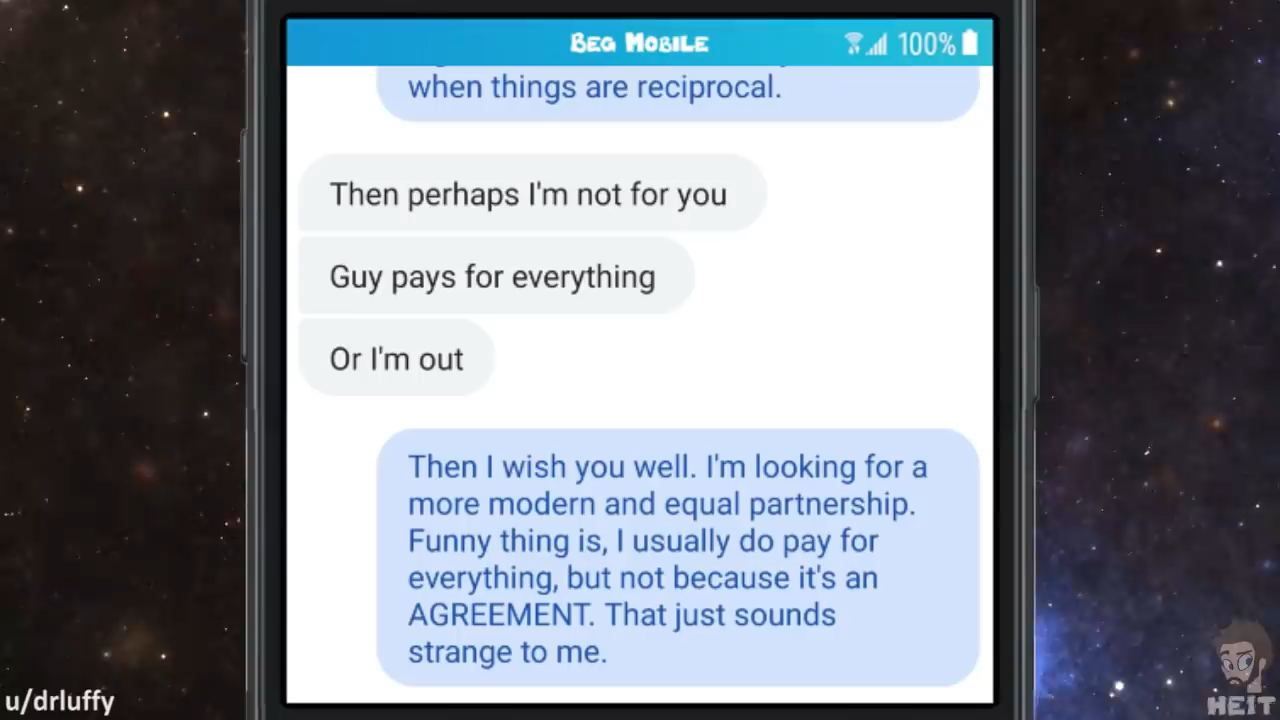 BEG MOBILE
100%
when things are reciprocal.
Then perhaps I'm not for you
Guy pays for everything
Or I'm out
Then I wish you well. I'm looking for a
more modern and equal partnership.
Funny thing is, I usually do pay for
everything, but not because it's an
AGREEMENT. That just sounds
strange to me.
u/drluffy
HEIT